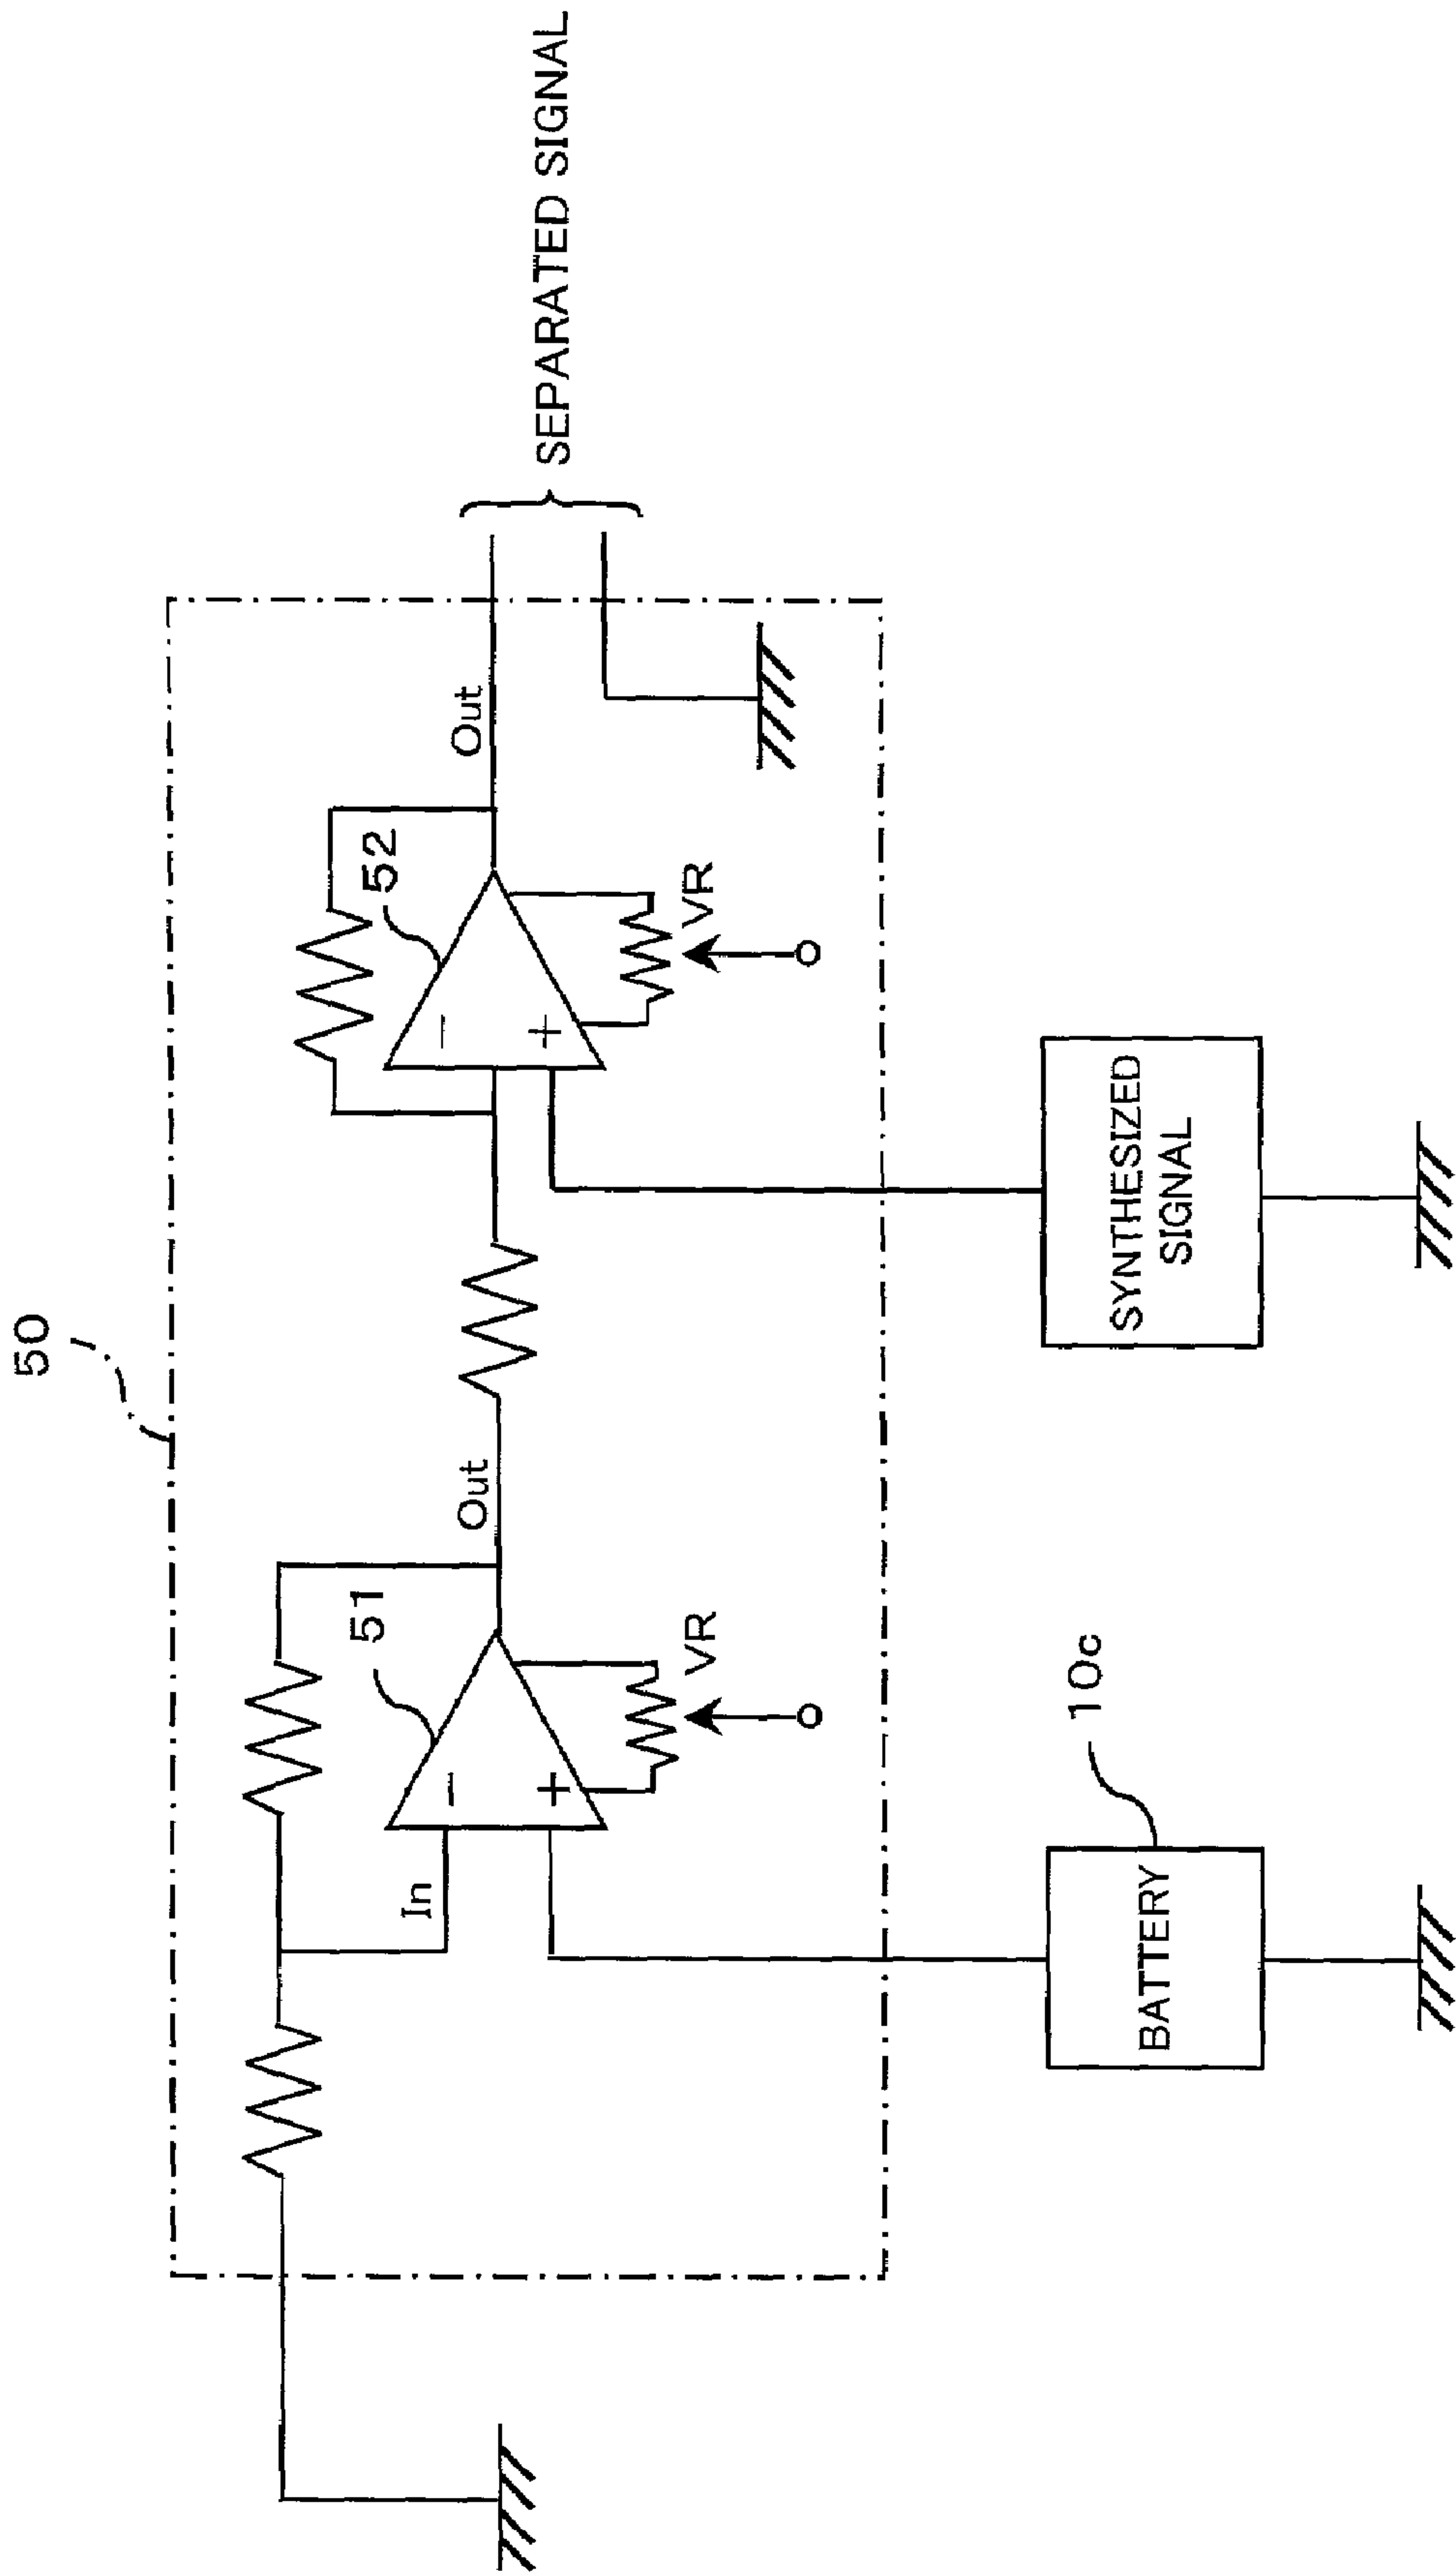 50
51
52
In
−
+
Out
−
+
Out
VR
VR
SEPARATED SIGNAL
10c
BATTERY
SYNTHESIZED
SIGNAL